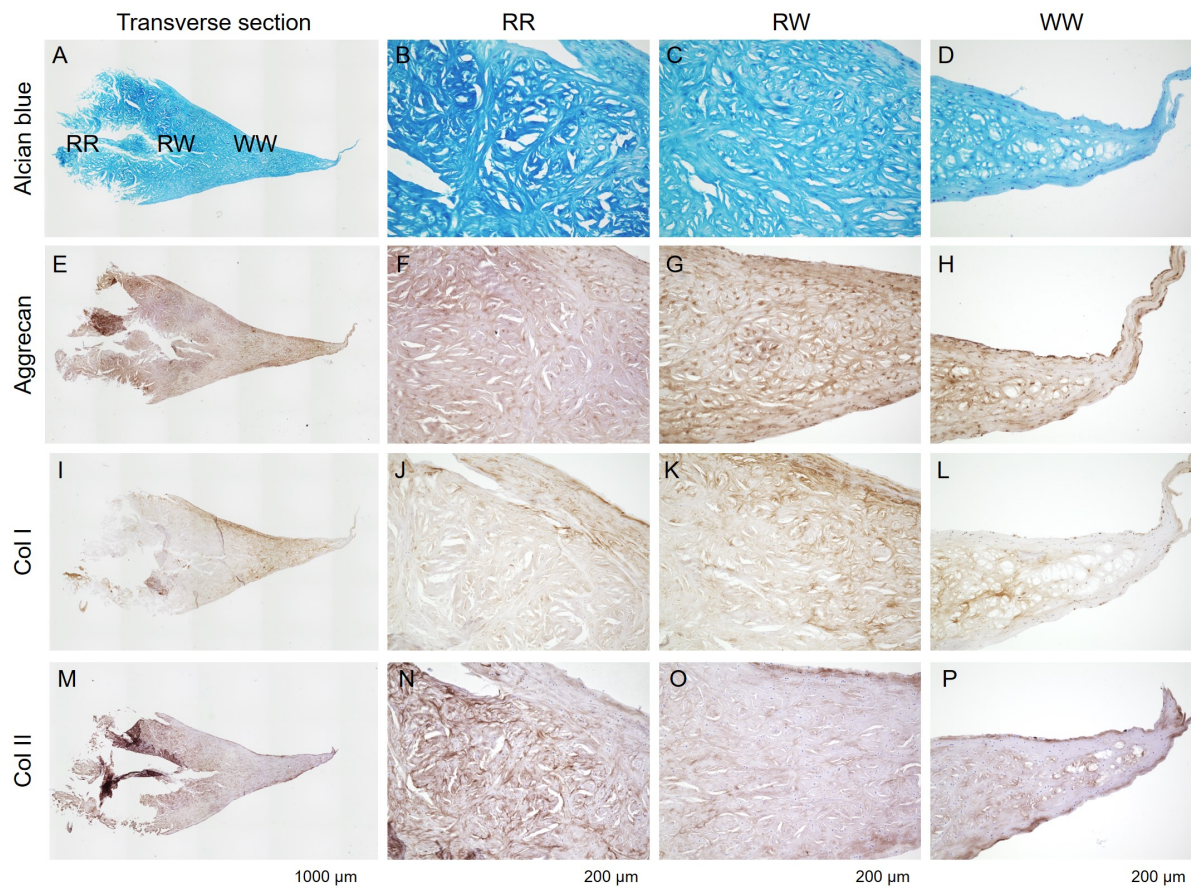 Transverse section RR RW WW
Alcian blue
A B C D
RR RW WW
Aggrecan
E F G H
Col I
I J K L
Col II
M N O P
1000 µm 200 µm 200 µm 200 µm